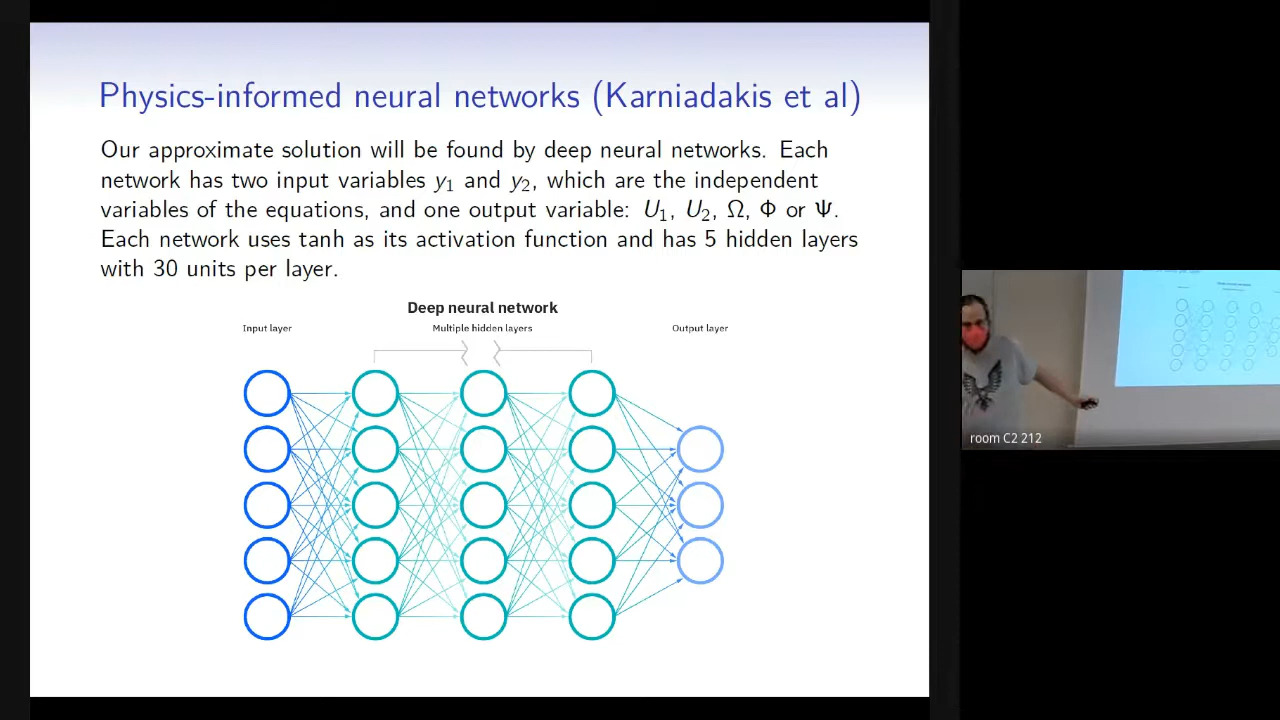 Physics-informed neural networks (Karniadakis et al)
Our approximate solution will be found by deep neural networks. Each
network has two input variables y₁ and y₂, which are the independent
variables of the equations, and one output variable: U₁, U₂, Ω, Φ or Ψ.
Each network uses tanh as its activation function and has 5 hidden layers
with 30 units per layer.
Deep neural network
Input layer
Multiple hidden layers
Output layer
room C2 212